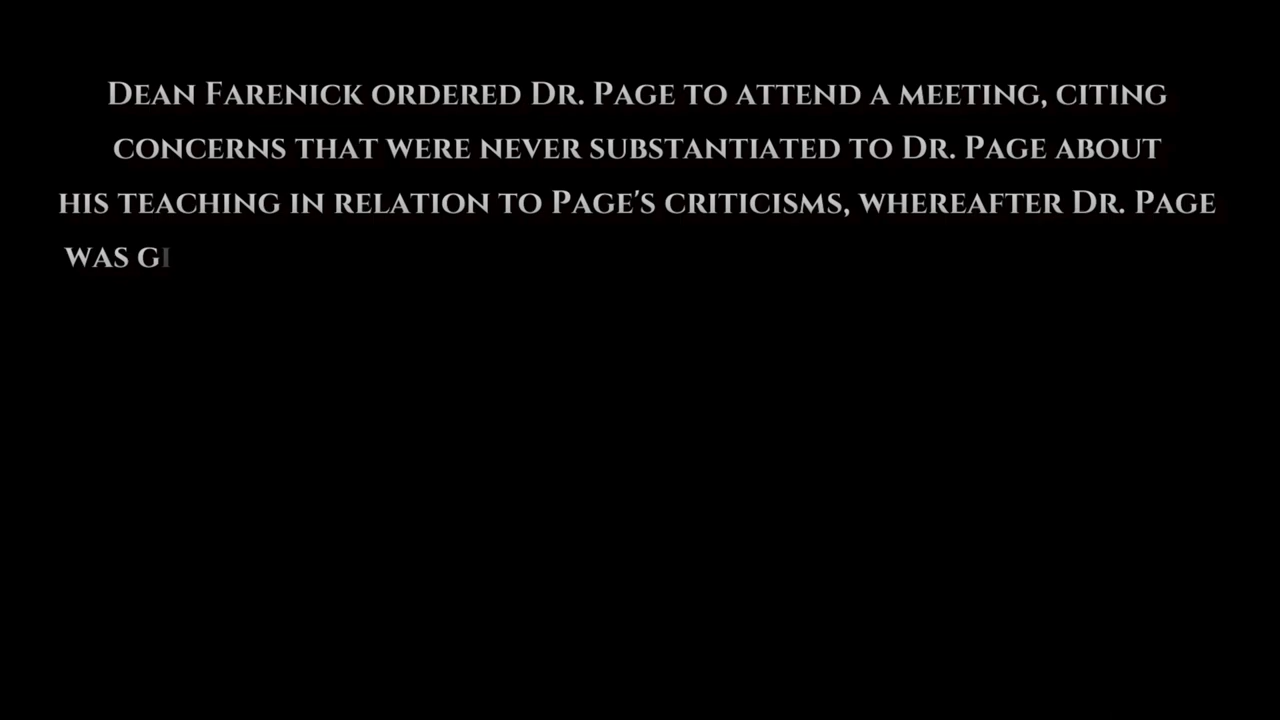 Dean Farenick ordered Dr. Page to attend a meeting, citing
concerns that were never substantiated to Dr. Page about
his teaching in relation to Page's criticisms, whereafter Dr. Page
was gi